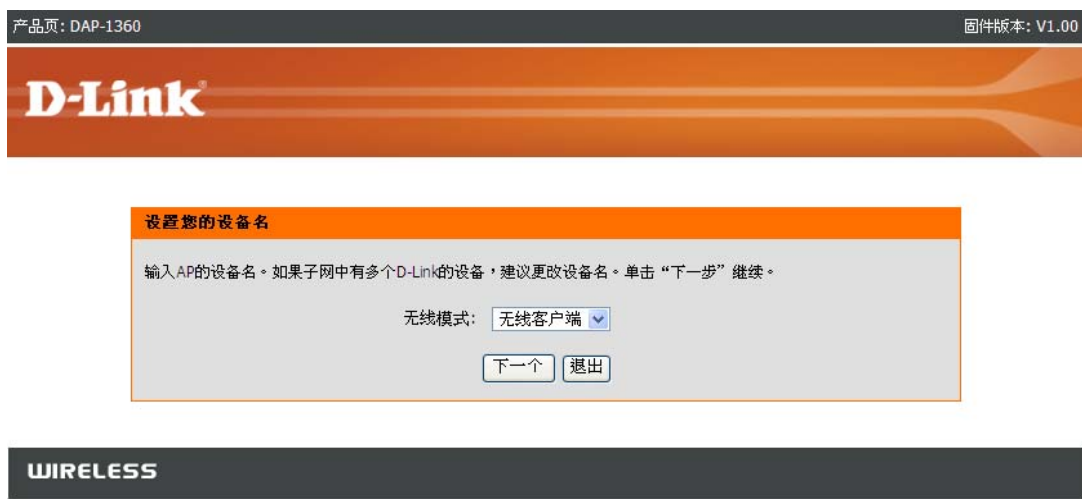 产品页: DAP-1360
固件版本: V1.00
D-Link®
设置您的设备名
输入AP的设备名。如果子网中有多个D-Link的设备，建议更改设备名。单击“下一步”继续。
无线模式: 无线客户端
下一个 退出
WIRELESS